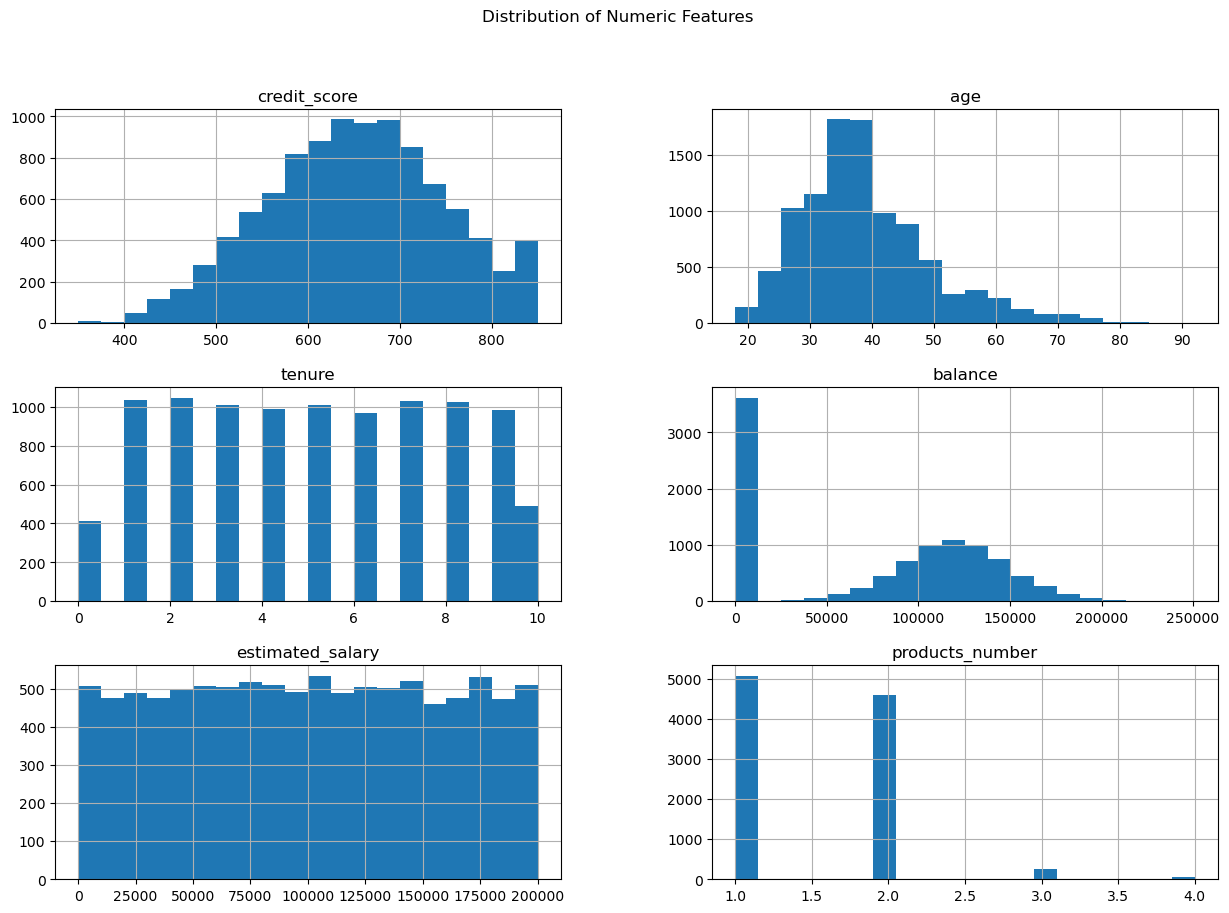 Distribution of Numeric Features
credit_score
1000
800
600
400
200
0
400 500 600 700 800
age
1500
1000
500
0
20 30 40 50 60 70 80 90
tenure
1000
800
600
400
200
0
0 2 4 6 8 10
balance
3000
2000
1000
0
0 50000 100000 150000 200000 250000
estimated_salary
500
400
300
200
100
0
0 25000 50000 75000 100000 125000 150000 175000 200000
products_number
5000
4000
3000
2000
1000
0
1.0 1.5 2.0 2.5 3.0 3.5 4.0